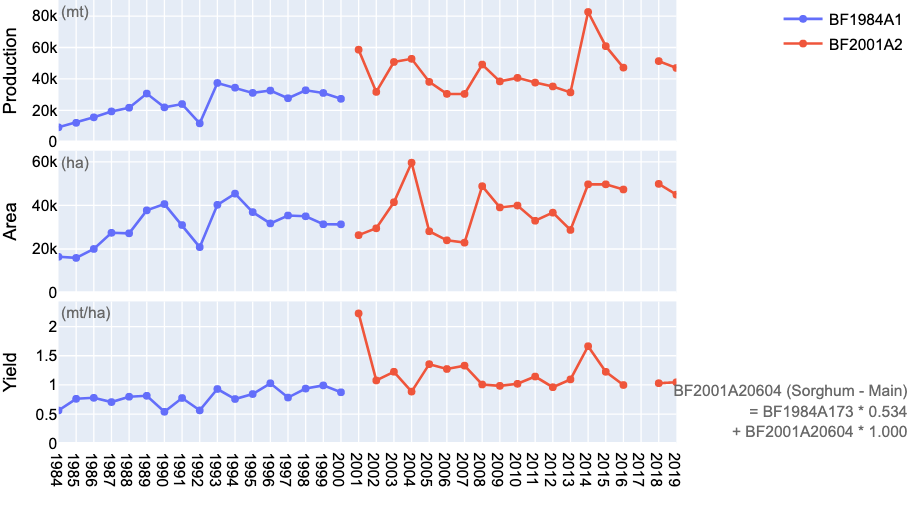 BF1984A1
BF2001A2
Production
(mt)
80k
60k
40k
20k
0
Area
(ha)
60k
40k
20k
0
Yield
(mt/ha)
2
1.5
1
0.5
0
1984
1985
1986
1987
1988
1989
1990
1991
1992
1993
1994
1995
1996
1997
1998
1999
2000
2001
2002
2003
2004
2005
2006
2007
2008
2009
2010
2011
2012
2013
2014
2015
2016
2017
2018
2019
BF2001A20604 (Sorghum - Main)
= BF1984A173 * 0.534
+ BF2001A20604 * 1.000